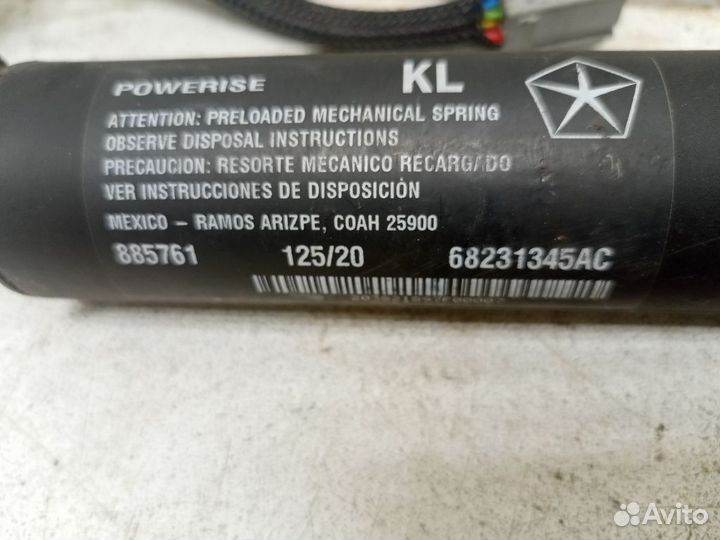 POWERISE KL
ATTENTION: PRELOADED MECHANICAL SPRING
OBSERVE DISPOSAL INSTRUCTIONS
PRECAUCION: RESORTE MECANICO RECARGADO
VER INSTRUCCIONES DE DISPOSICIÓN
MEXICO – RAMOS ARIZPE, COAH 25900
885761 125/20 68231345AC
Avito